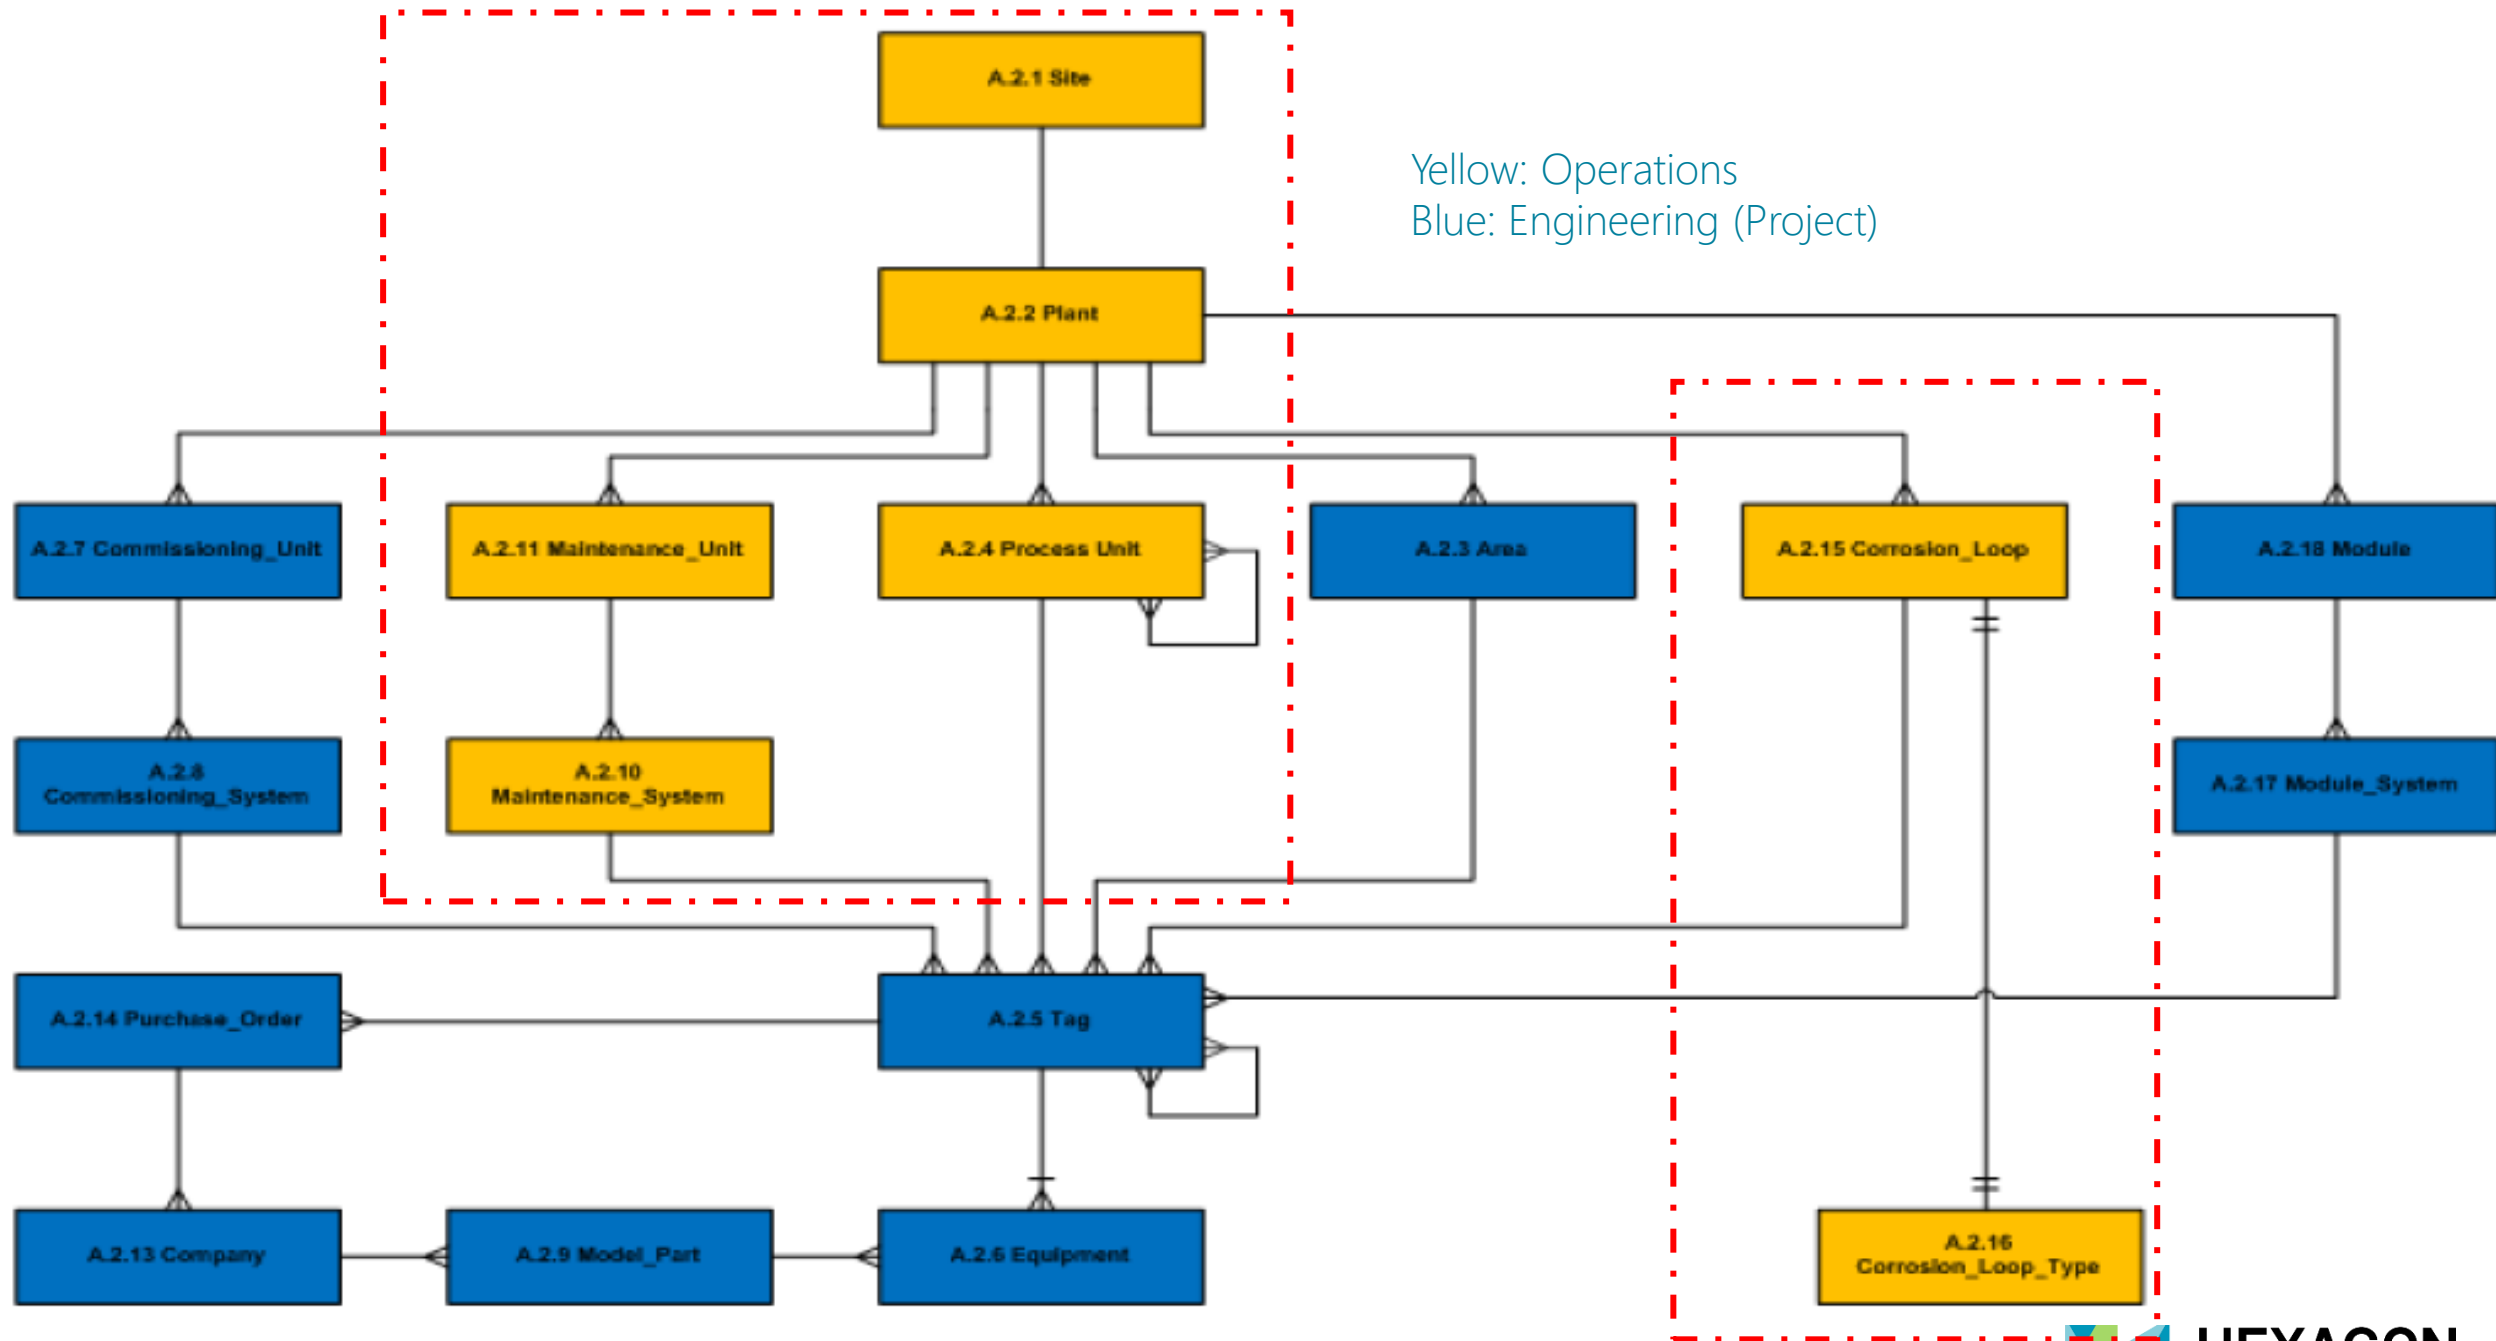 A.2.1 Site
Yellow: Operations
Blue: Engineering (Project)
A.2.2 Plant
A.2.7 Commissioning_Unit
A.2.11 Maintenance_Unit
A.2.4 Process Unit
A.2.3 Area
A.2.15 Corrosion_Loop
A.2.18 Module
A.2.8
Commissioning_System
A.2.10
Maintenance_System
A.2.17 Module_System
A.2.14 Purchase_Order
A.2.5 Tag
A.2.13 Company
A.2.9 Model_Part
A.2.6 Equipment
A.2.16
Corrosion_Loop_Type
HEXAGON